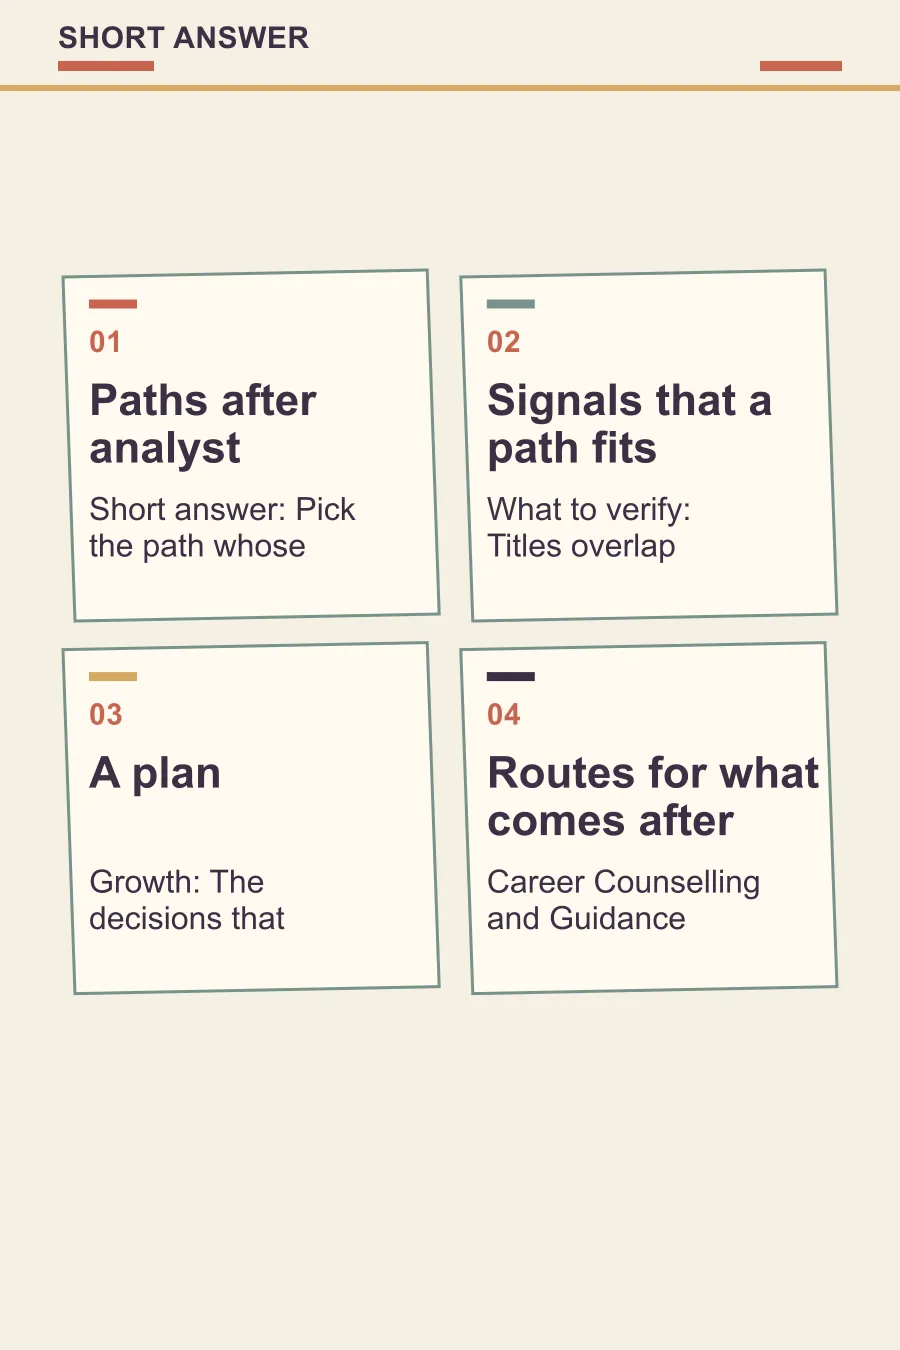 SHORT ANSWER
01
Paths after
analyst
Short answer: Pick
the path whose
02
Signals that a
path fits
What to verify:
Titles overlap
03
A plan
Growth: The
decisions that
04
Routes for what
comes after
Career Counselling
and Guidance